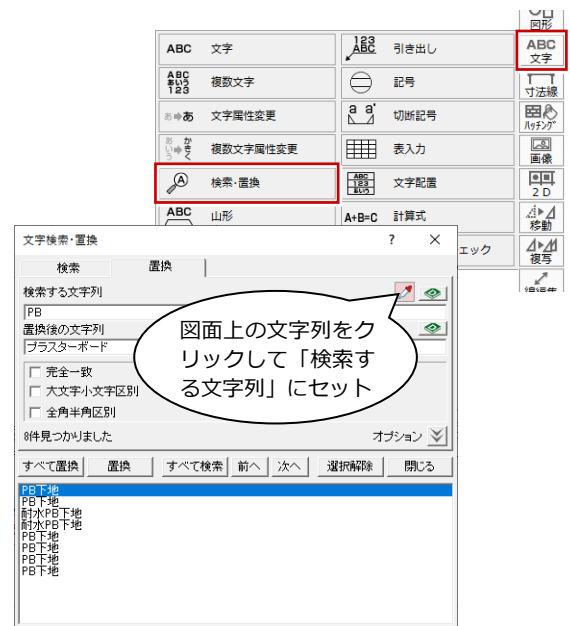 図形
ABC 文字
123 ABC 引き出し
ABC 文字
ABC あいう 123 複数文字
記号
寸法線
ああ 文字属性変更
a a' 切断記号
ハッチング
あいう かきく 複数文字属性変更
表入力
画像
A 検索・置換
ABC 123 あいう 文字配置
2D
ABC 山形
A+B=C 計算式
移動
文字検索・置換 ? ×
ェック
複写
検索 置換
検索する文字列
PB
置換後の文字列
プラスターボード
図面上の文字列をク
リックして「検索す
る文字列」にセット
完全一致
大文字小文字区別
全角半角区別
8件見つかりました オプション
すべて置換 置換 すべて検索 前へ 次へ 選択解除 閉じる
PB下地
PB下地
耐水PB下地
耐水PB下地
PB下地
PB下地
PB下地
PB下地